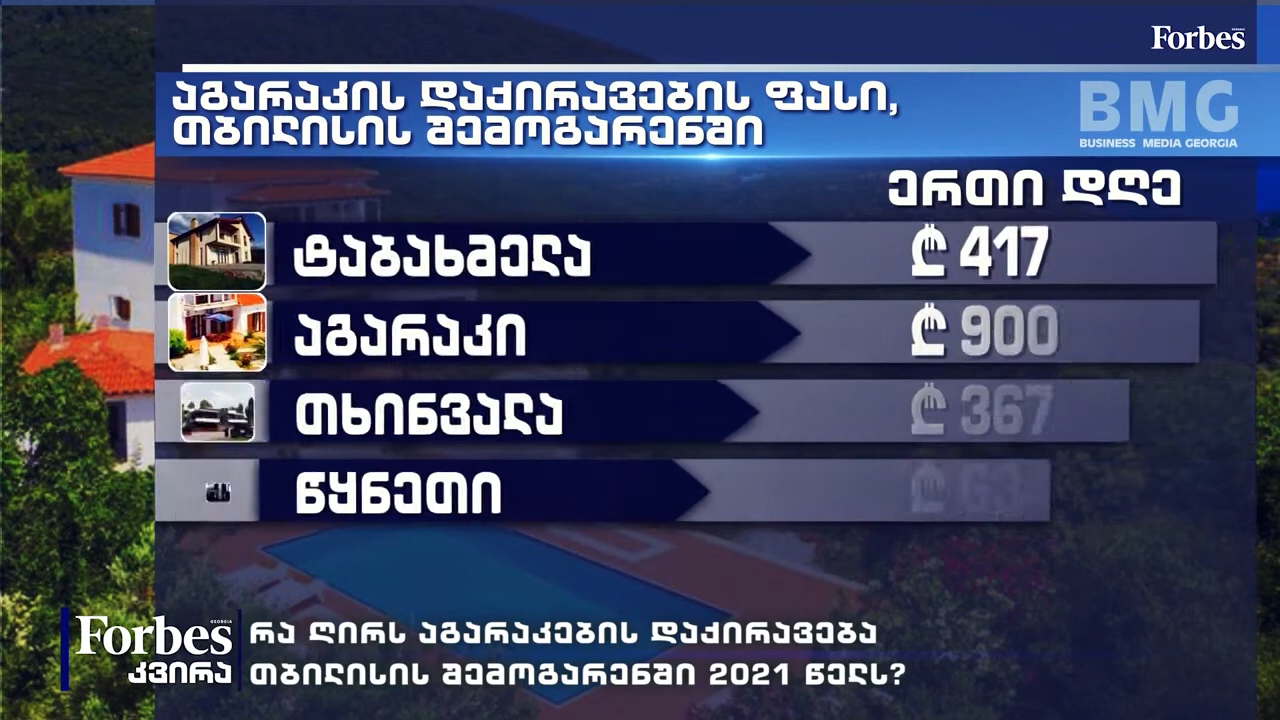 Forbes
GEORGIA
აგარაკის დაქირავების ფასი,
თბილისის შემოგარენში
BMG
BUSINESS MEDIA GEORGIA
ერთი დღე
ტაბახმელა ₾ 417
აგარაკი ₾ 900
თხინვალა ₾ 367
წყნეთი ₾
Forbes
GEORGIA
კვირა
რა ღირს აგარაკების დაქირავება
თბილისის შემოგარენში 2021 წელს?